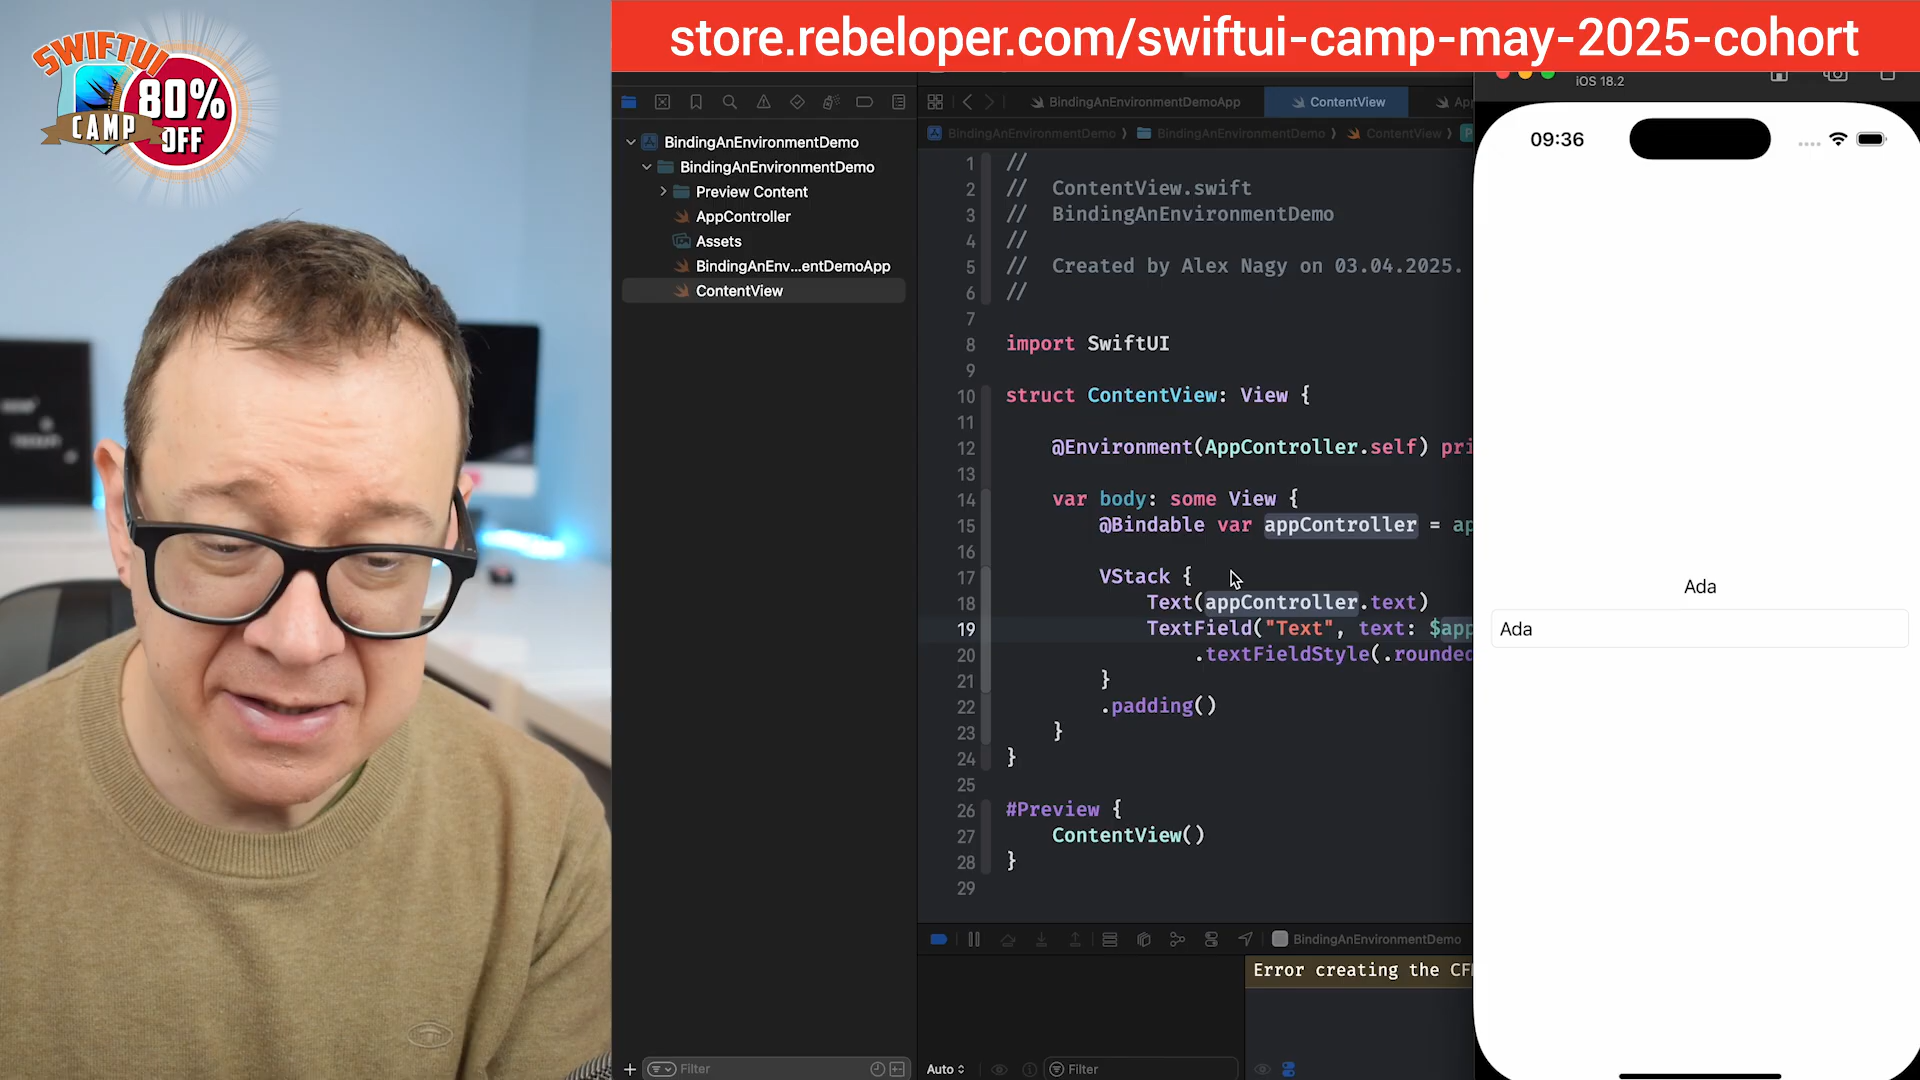 store.rebeloper.com/swiftui-camp-may-2025-cohort
SWIFTUI
CAMP
80%
OFF
iOS 18.2
BindingAnEnvironmentDemoApp
ContentView
BindingAnEnvironmentDemo
BindingAnEnvironmentDemo
ContentView
BindingAnEnvironmentDemo
BindingAnEnvironmentDemo
Preview Content
AppController
Assets
BindingAnEnv...entDemoApp
ContentView
1 //
2 // ContentView.swift
3 // BindingAnEnvironmentDemo
4 //
5 // Created by Alex Nagy on 03.04.2025.
6 //
7
8 import SwiftUI
9
10 struct ContentView: View {
11
12 @Environment(AppController.self) pri
13
14 var body: some View {
15 @Bindable var appController = ap
16
17 VStack {
18 Text(appController.text)
19 TextField("Text", text: $app
20 .textFieldStyle(.rounded
21 }
22 .padding()
23 }
24 }
25
26 #Preview {
27 ContentView()
28 }
29
BindingAnEnvironmentDemo
Error creating the CF
Filter
Auto
Filter
09:36
Ada
Ada